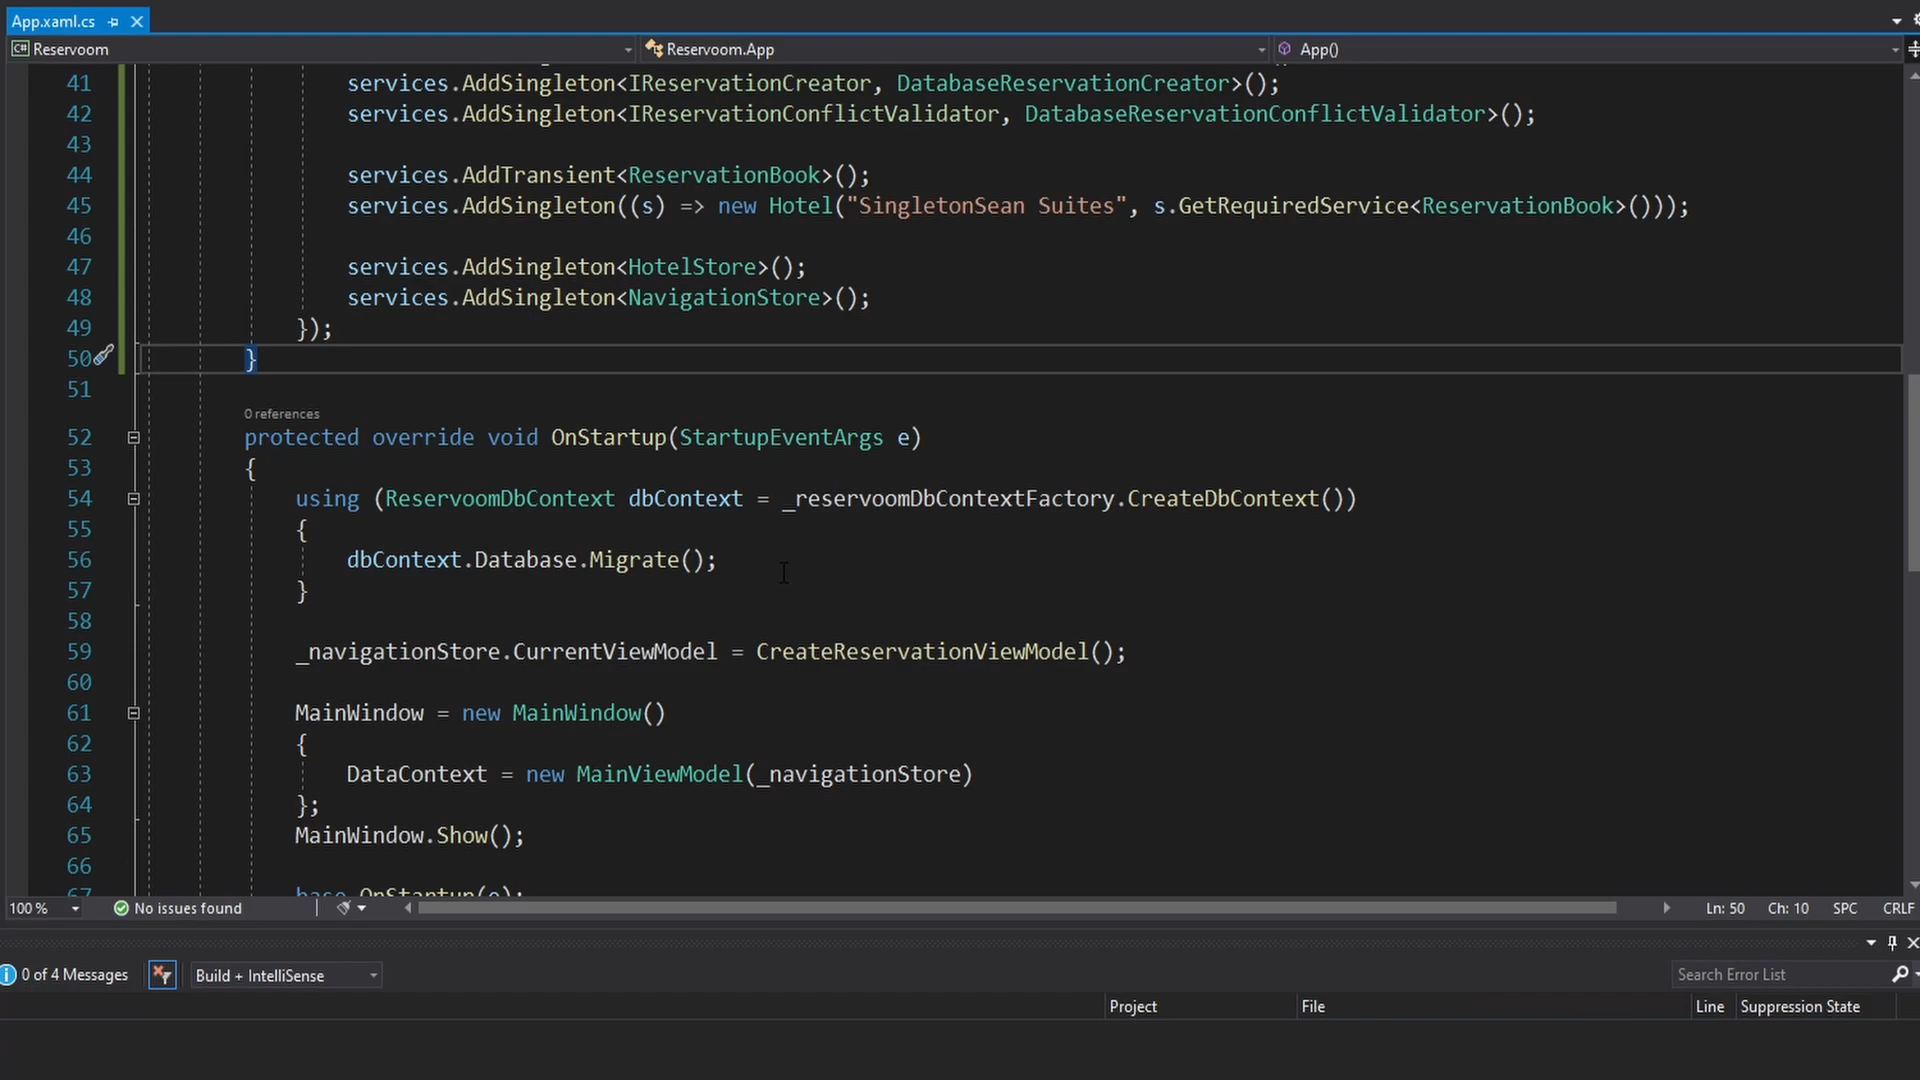 App.xaml.cs
Reservoom
Reservoom.App
App()
41 services.AddSingleton<IReservationCreator, DatabaseReservationCreator>();
42 services.AddSingleton<IReservationConflictValidator, DatabaseReservationConflictValidator>();
43
44 services.AddTransient<ReservationBook>();
45 services.AddSingleton((s) => new Hotel("SingletonSean Suites", s.GetRequiredService<ReservationBook>()));
46
47 services.AddSingleton<HotelStore>();
48 services.AddSingleton<NavigationStore>();
49 });
50 }
51
0 references
52 protected override void OnStartup(StartupEventArgs e)
53 {
54 using (ReservoomDbContext dbContext = _reservoomDbContextFactory.CreateDbContext())
55 {
56 dbContext.Database.Migrate();
57 }
58
59 _navigationStore.CurrentViewModel = CreateReservationViewModel();
60
61 MainWindow = new MainWindow()
62 {
63 DataContext = new MainViewModel(_navigationStore)
64 };
65 MainWindow.Show();
66
67 base.OnStartup(e);
100 %
No issues found
Ln: 50 Ch: 10 SPC CRLF
0 of 4 Messages
Build + IntelliSense
Search Error List
Project File Line Suppression State